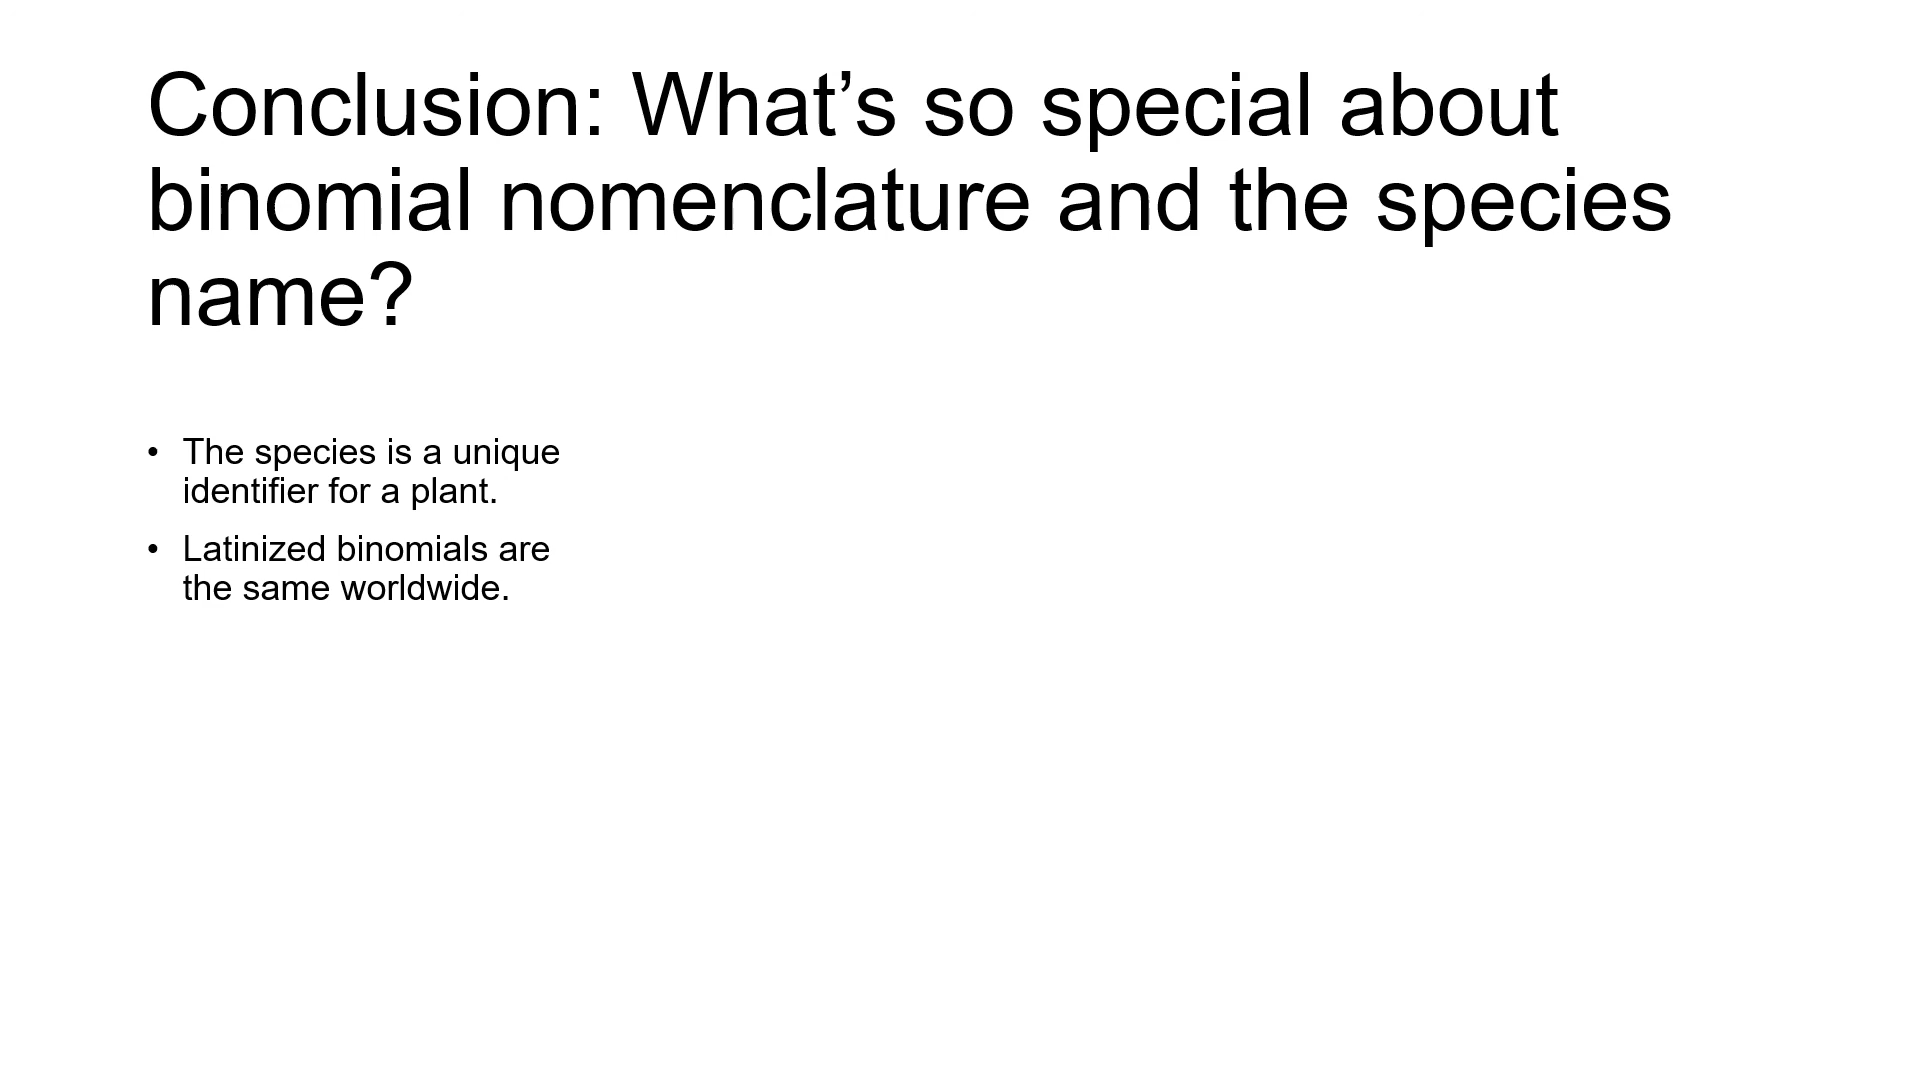 Conclusion: What’s so special about
binomial nomenclature and the species
name?
• The species is a unique
identifier for a plant.
• Latinized binomials are
the same worldwide.